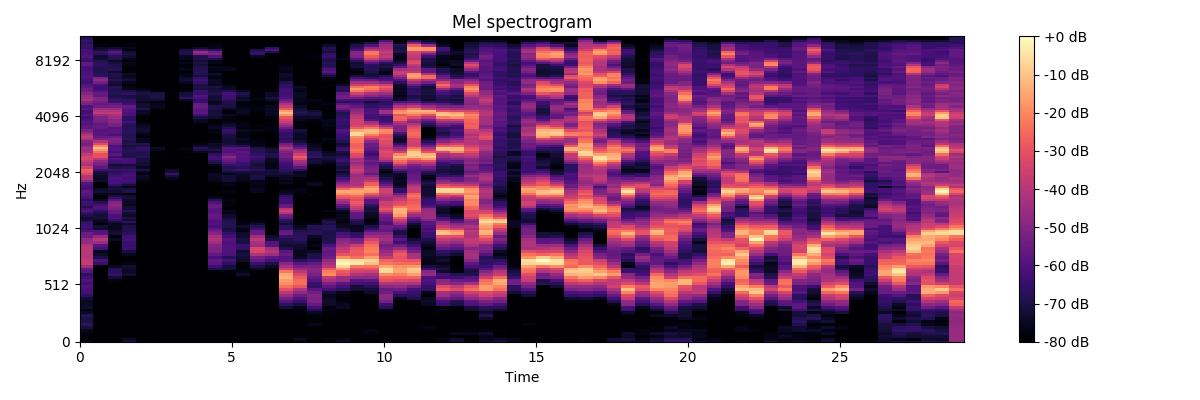 Mel spectrogram
Hz
8192
4096
2048
1024
512
0
0 5 10 15 20 25
Time
+0 dB
-10 dB
-20 dB
-30 dB
-40 dB
-50 dB
-60 dB
-70 dB
-80 dB